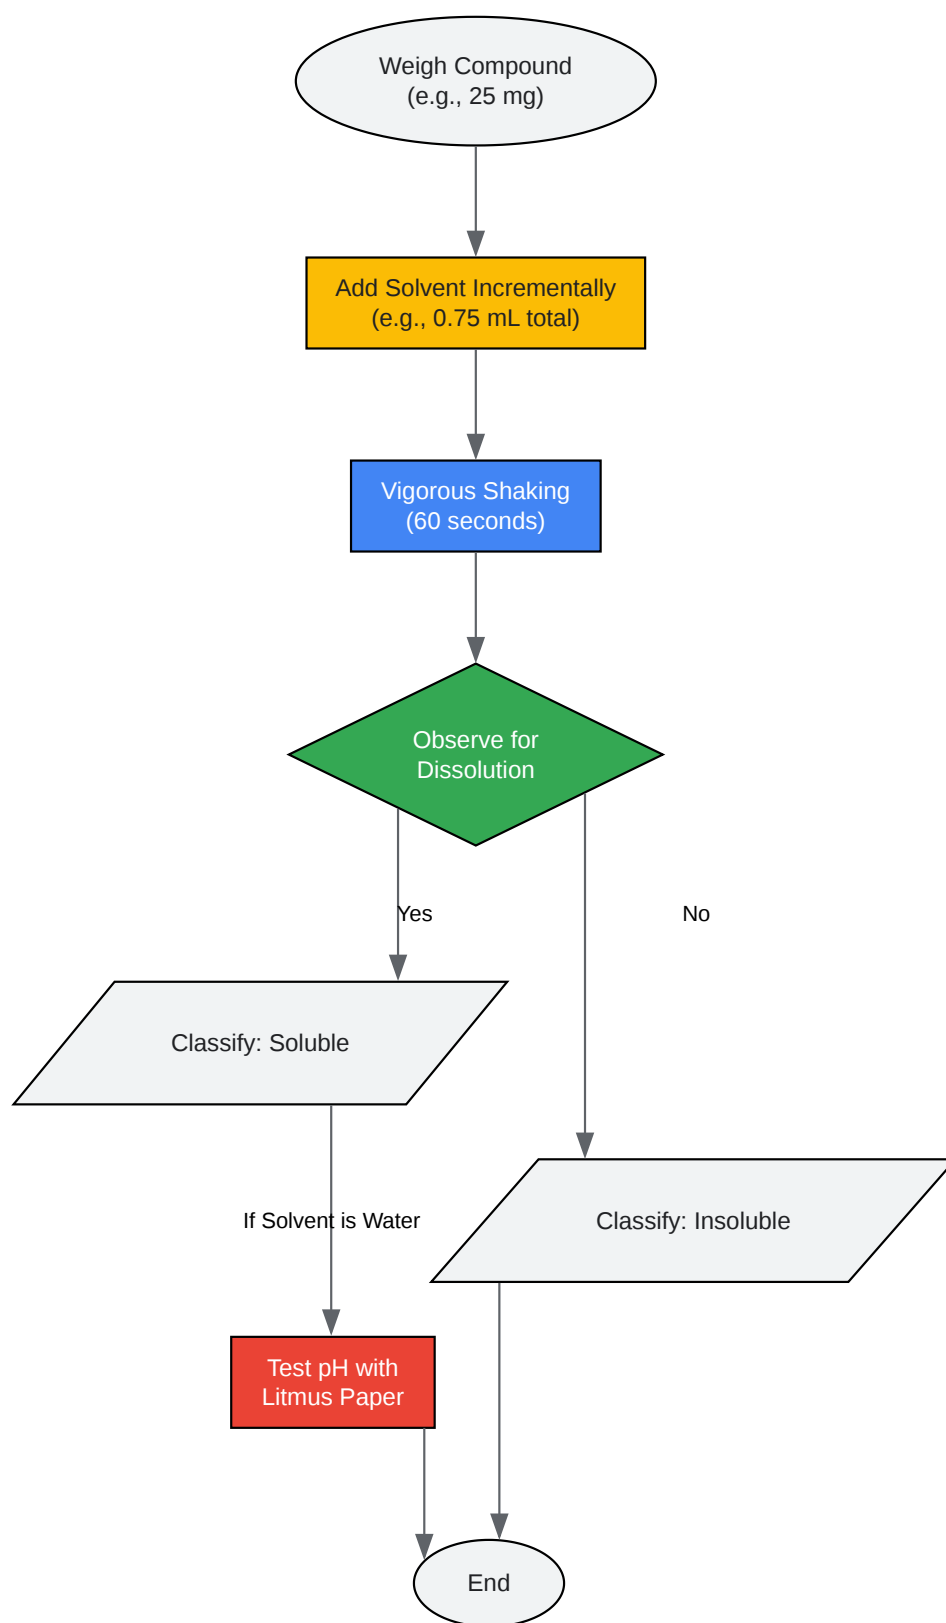 Weigh Compound
(e.g., 25 mg)
Add Solvent Incrementally
(e.g., 0.75 mL total)
Vigorous Shaking
(60 seconds)
Observe for
Dissolution
Yes
No
Classify: Soluble
If Solvent is Water
Classify: Insoluble
Test pH with
Litmus Paper
End